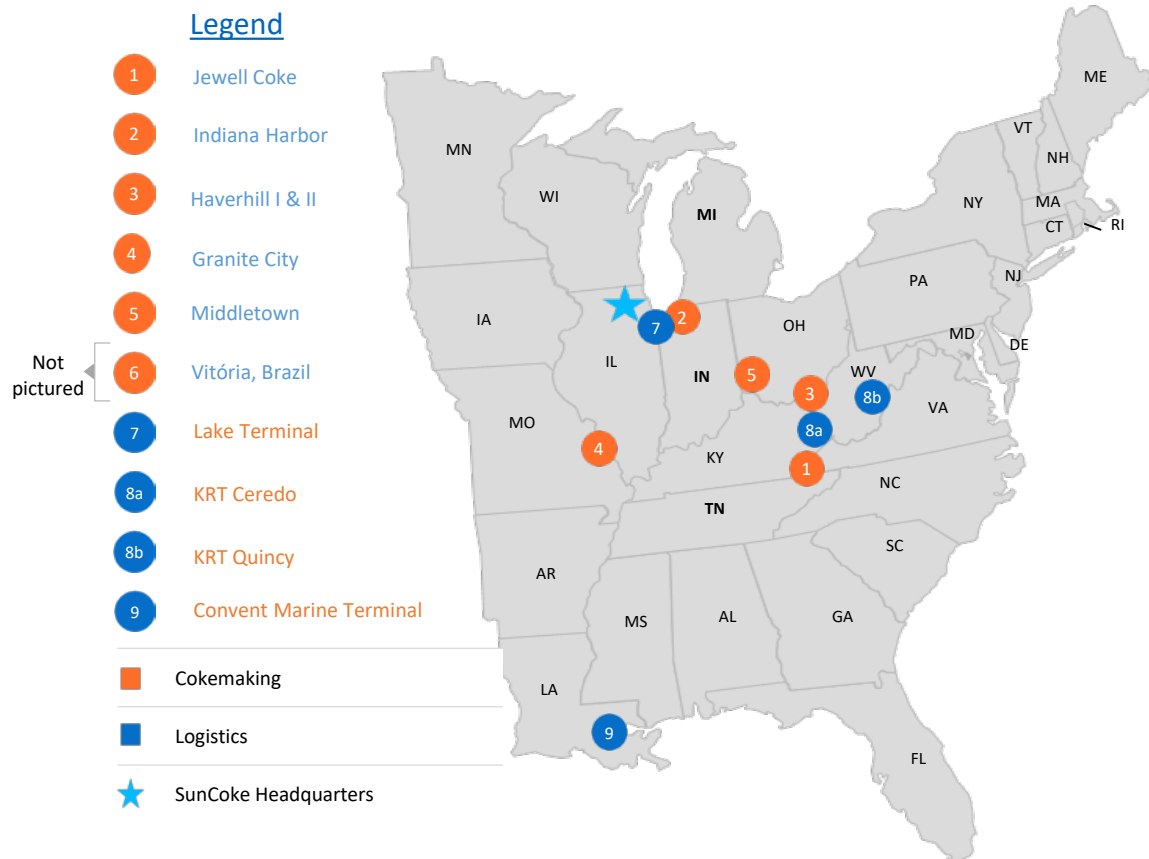 Legend
1 Jewell Coke
2 Indiana Harbor
3 Haverhill I & II
4 Granite City
5 Middletown
Not
pictured
6 Vitória, Brazil
7 Lake Terminal
8a KRT Ceredo
8b KRT Quincy
9 Convent Marine Terminal
Cokemaking
Logistics
SunCoke Headquarters
ME
VT
NH
MN
WI
MI
NY
MA
CT
RI
PA
NJ
IA
OH
MD
DE
7
2
IL
IN
5
WV
3
8b
VA
MO
8a
4
KY
1
NC
TN
SC
AR
MS
AL
GA
LA
9
FL